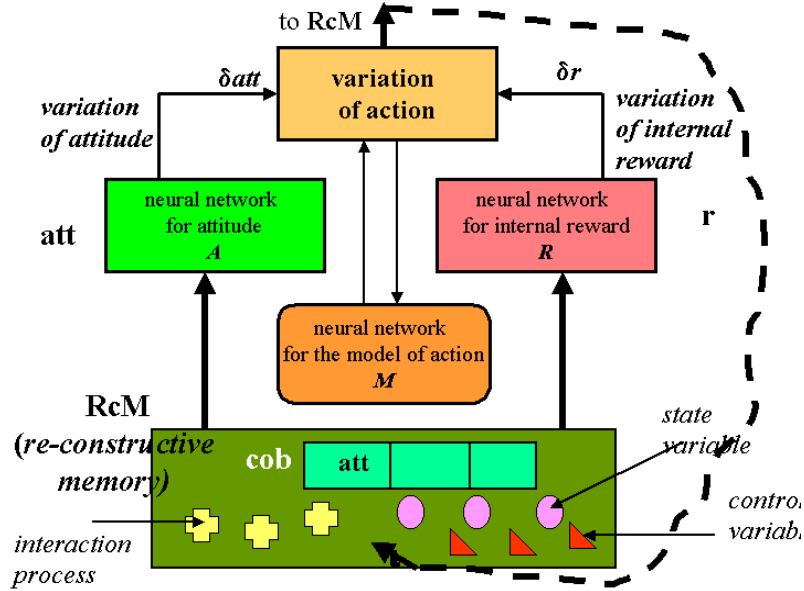 to RcM
δatt
variation
of action
δr
variation
of attitude
variation
of internal
reward
att
neural network
for attitude
A
neural network
for internal reward
R
r
neural network
for the model of action
M
RcM
(re-constructive
memory)
cob
att
state
variable
interaction
process
control
variable